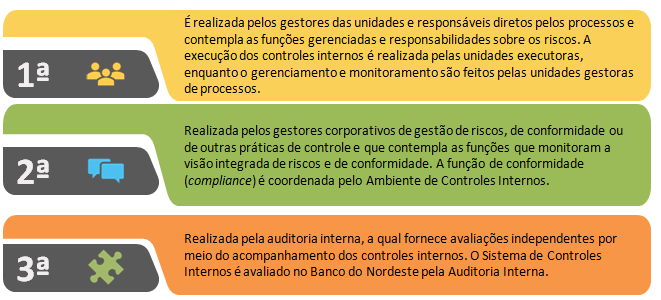 1ª
É realizada pelos gestores das unidades e responsáveis diretos pelos processos e
contempla as funções gerenciadas e responsabilidades sobre os riscos. A
execução dos controles internos é realizada pelas unidades executoras,
enquanto o gerenciamento e monitoramento são feitos pelas unidades gestoras
de processos.
2ª
Realizada pelos gestores corporativos de gestão de riscos, de conformidade ou
de outras práticas de controle e que contempla as funções que monitoram a
visão integrada de riscos e de conformidade. A função de conformidade
(compliance) é coordenada pelo Ambiente de Controles Internos.
3ª
Realizada pela auditoria interna, a qual fornece avaliações independentes por
meio do acompanhamento dos controles internos. O Sistema de Controles
Internos é avaliado no Banco do Nordeste pela Auditoria Interna.